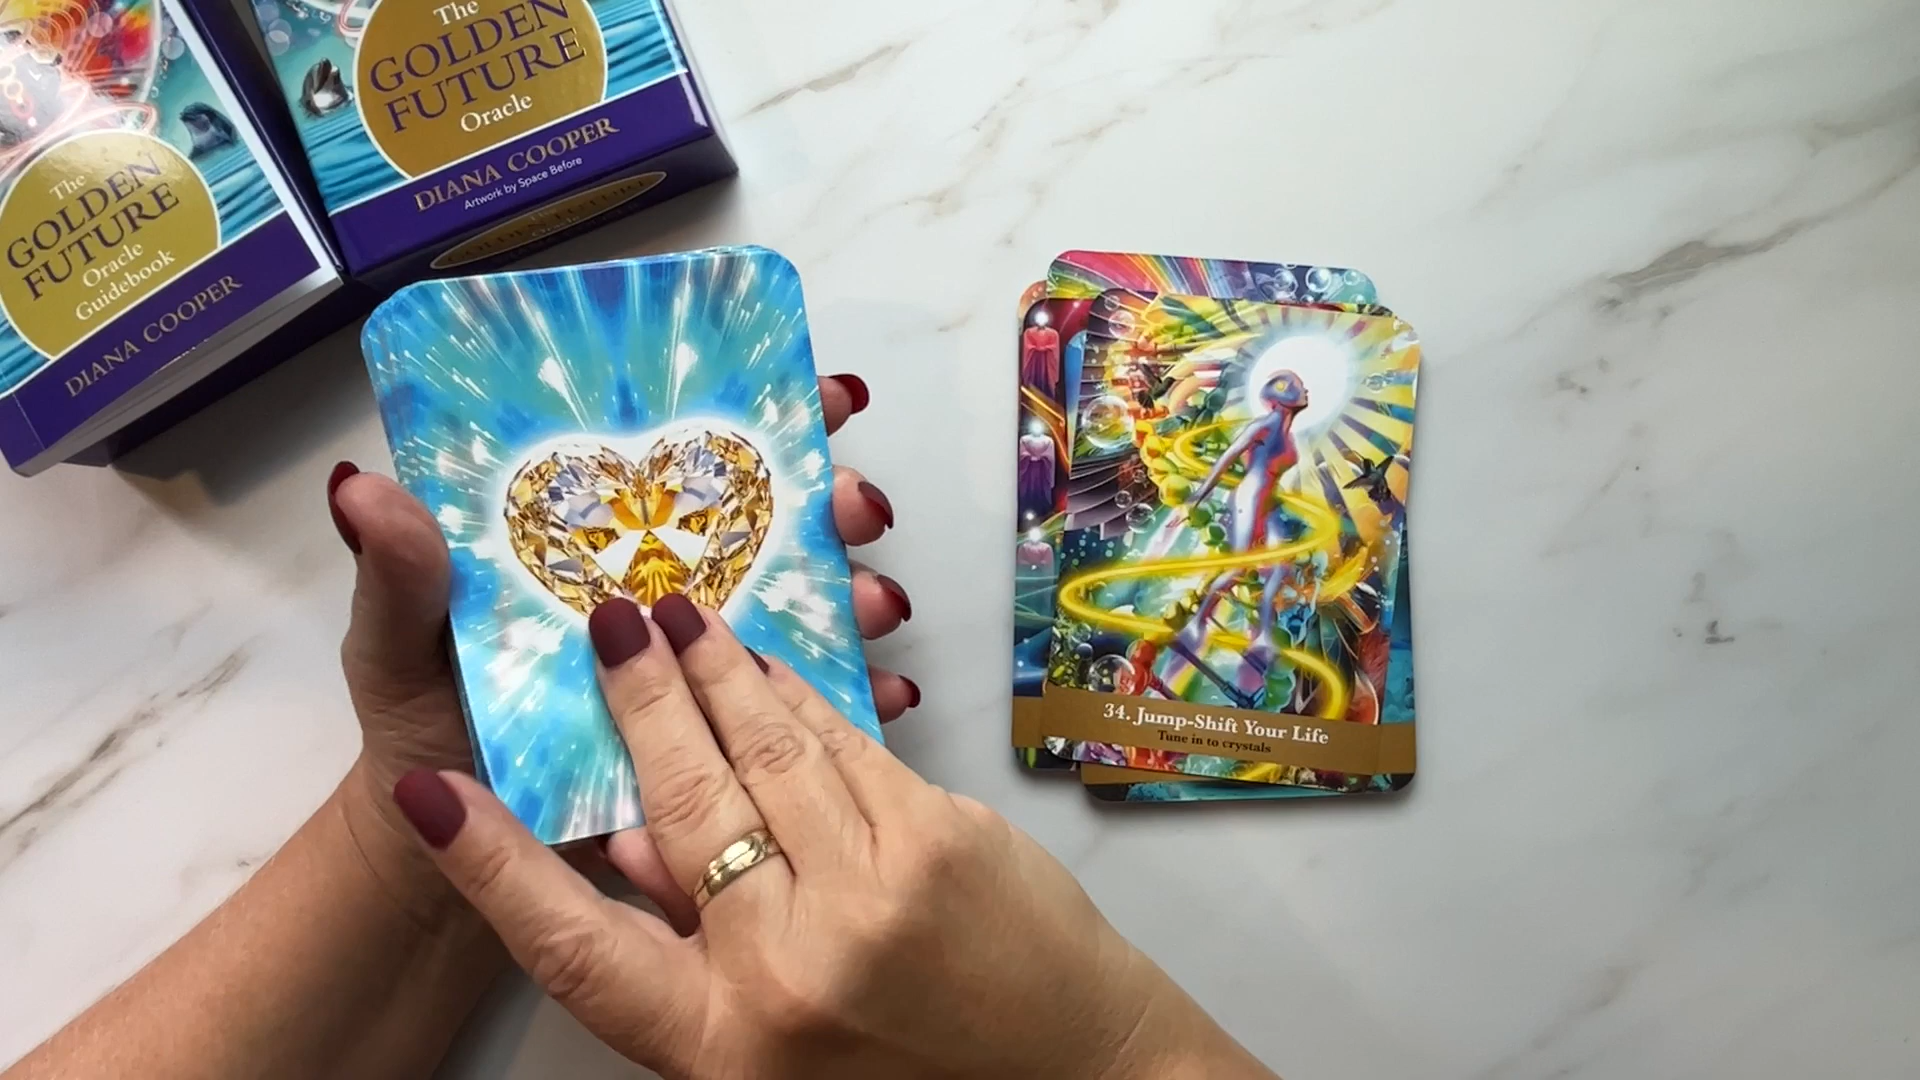 The
GOLDEN
FUTURE
Oracle
Guidebook
DIANA COOPER
The
GOLDEN
FUTURE
Oracle
DIANA COOPER
Artwork by Space Before
34. Jump-Shift Your Life
Tune in to crystals